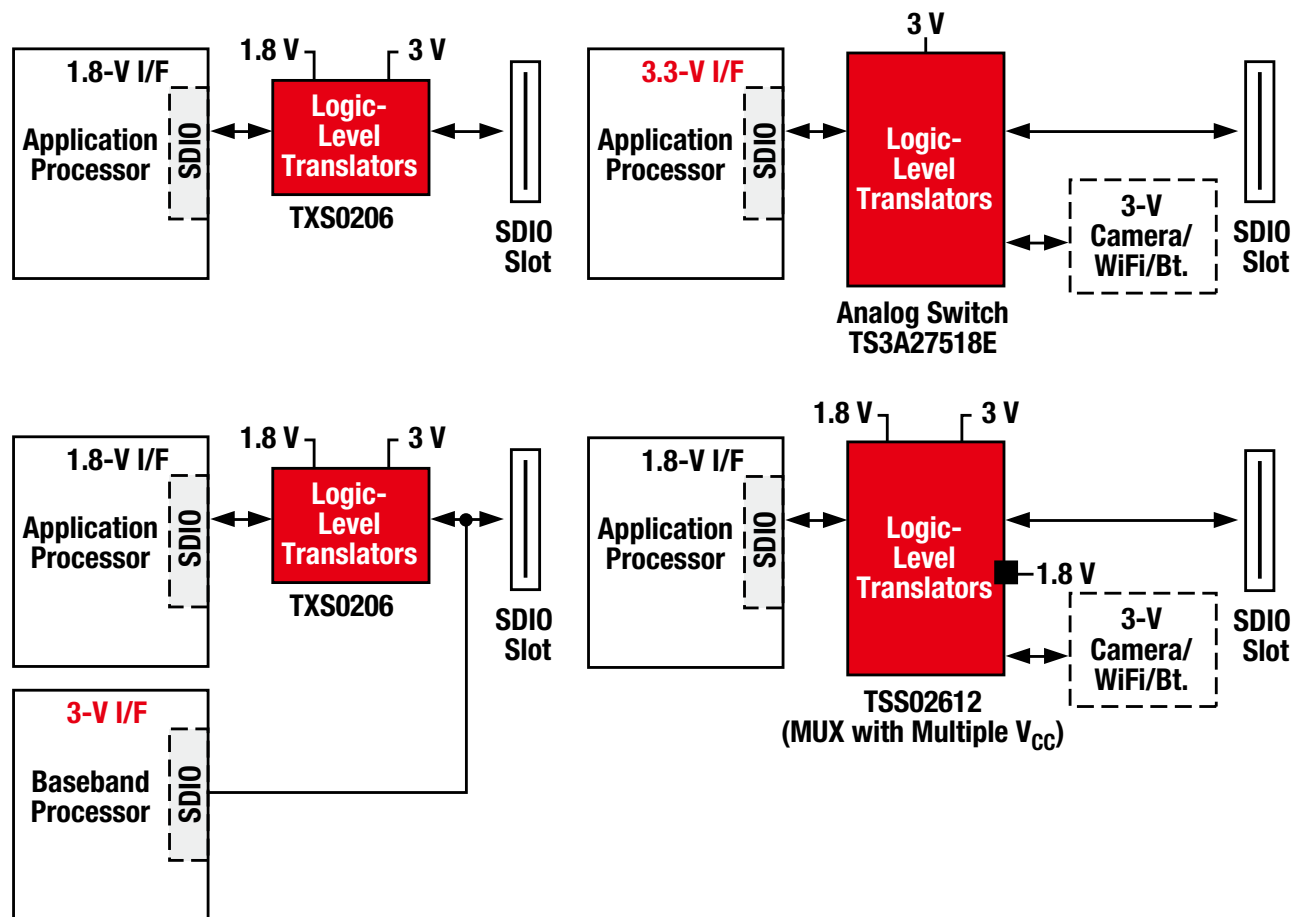 1.8 V
3 V
1.8-V I/F
Application
Processor
SDIO
Logic-
Level
Translators
TXS0206
SDIO
Slot
3 V
3.3-V I/F
Application
Processor
SDIO
Logic-
Level
Translators
3-V
Camera/
WiFi/Bt.
SDIO
Slot
Analog Switch
TS3A27518E
1.8 V
3 V
1.8-V I/F
Application
Processor
SDIO
Logic-
Level
Translators
TXS0206
SDIO
Slot
3-V I/F
Baseband
Processor
SDIO
1.8 V
3 V
1.8-V I/F
Application
Processor
SDIO
Logic-
Level
Translators
1.8 V
3-V
Camera/
WiFi/Bt.
SDIO
Slot
TSS02612
(MUX with Multiple VCC)